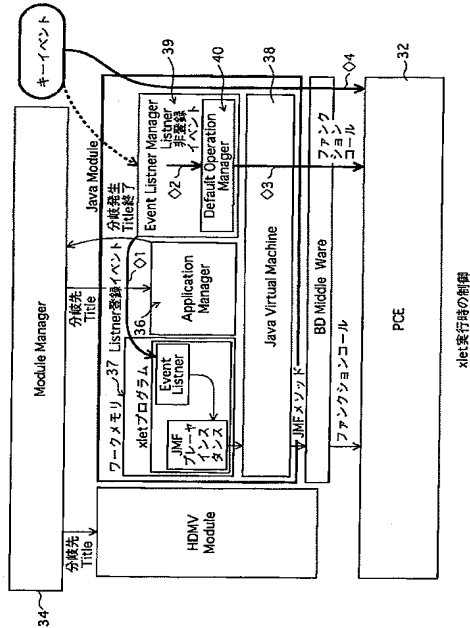 キーイベント
34
Module Manager
分岐先
Title
分岐先
Title
分岐発生
Title終了
Java Module
ワークメモリ
37
Listner登録イベント
◇1
36
xletプログラム
Event
Listner
JMF
プレーヤ
インス
タンス
Application
Manager
Event Listner Manager
Listner
非登録
イベント
39
◇2
Default Operation
Manager
40
HDMV
Module
Java Virtual Machine
◇3
38
JMFメソッド
BD Middle Ware
ファンクションコール
ファンク
ション
コール
◇4
PCE
32
xlet実行時の制御